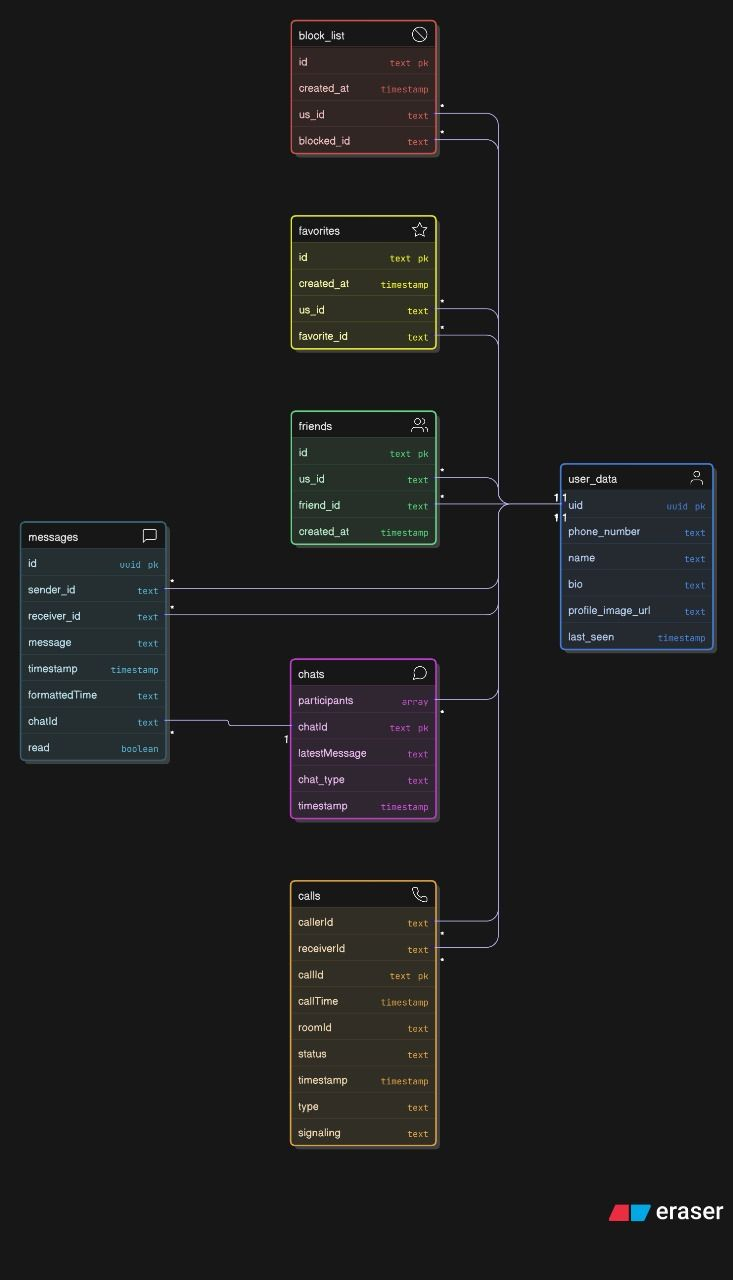 block_list
id text pk
created_at timestamp
us_id text
*
blocked_id text
*
favorites
id text pk
created_at timestamp
us_id text
*
favorite_id text
*
friends
id text pk
us_id text
*
friend_id text
*
created_at timestamp
user_data
1 1
uid uuid pk
1 1
phone_number text
name text
bio text
profile_image_url text
last_seen timestamp
messages
id uuid pk
sender_id text
*
receiver_id text
*
message text
timestamp timestamp
formattedTime text
chatId text
*
read boolean
chats
participants array
*
chatId text pk
1
latestMessage text
chat_type text
timestamp timestamp
calls
callerId text
*
receiverId text
*
callId text pk
callTime timestamp
roomId text
status text
timestamp timestamp
type text
signaling text
eraser